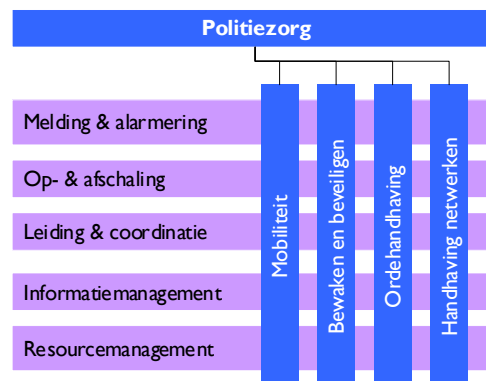 Politiezorg
Melding & alarmering
Op- & afschaling
Leiding & coordinatie
Informatiemanagement
Resourcemanagement
Mobiliteit
Bewaken en beveiligen
Ordehandhaving
Handhaving netwerken